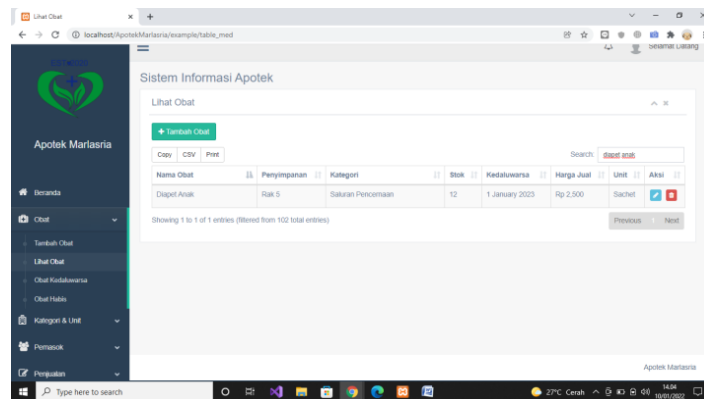 Lihat Obat
localhost/ApotekMarlasria/example/table_med
Selamat Datang
Apotek Marlasria
Beranda
Obat
Tambah Obat
Lihat Obat
Obat Kedaluwarsa
Obat Habis
Kategori & Unit
Pemasok
Penjualan
Sistem Informasi Apotek
Lihat Obat
+ Tambah Obat
Copy CSV Print Search: diapet anak
Nama Obat Penyimpanan Kategori Stok Kedaluwarsa Harga Jual Unit Aksi
Diapet Anak Rak 5 Saluran Pencernaan 12 1 January 2023 Rp 2,500 Sachet
Showing 1 to 1 of 1 entries (filtered from 102 total entries)
Previous 1 Next
Apotek Marlasria
Type here to search 27°C Cerah 14.04
10/01/2022